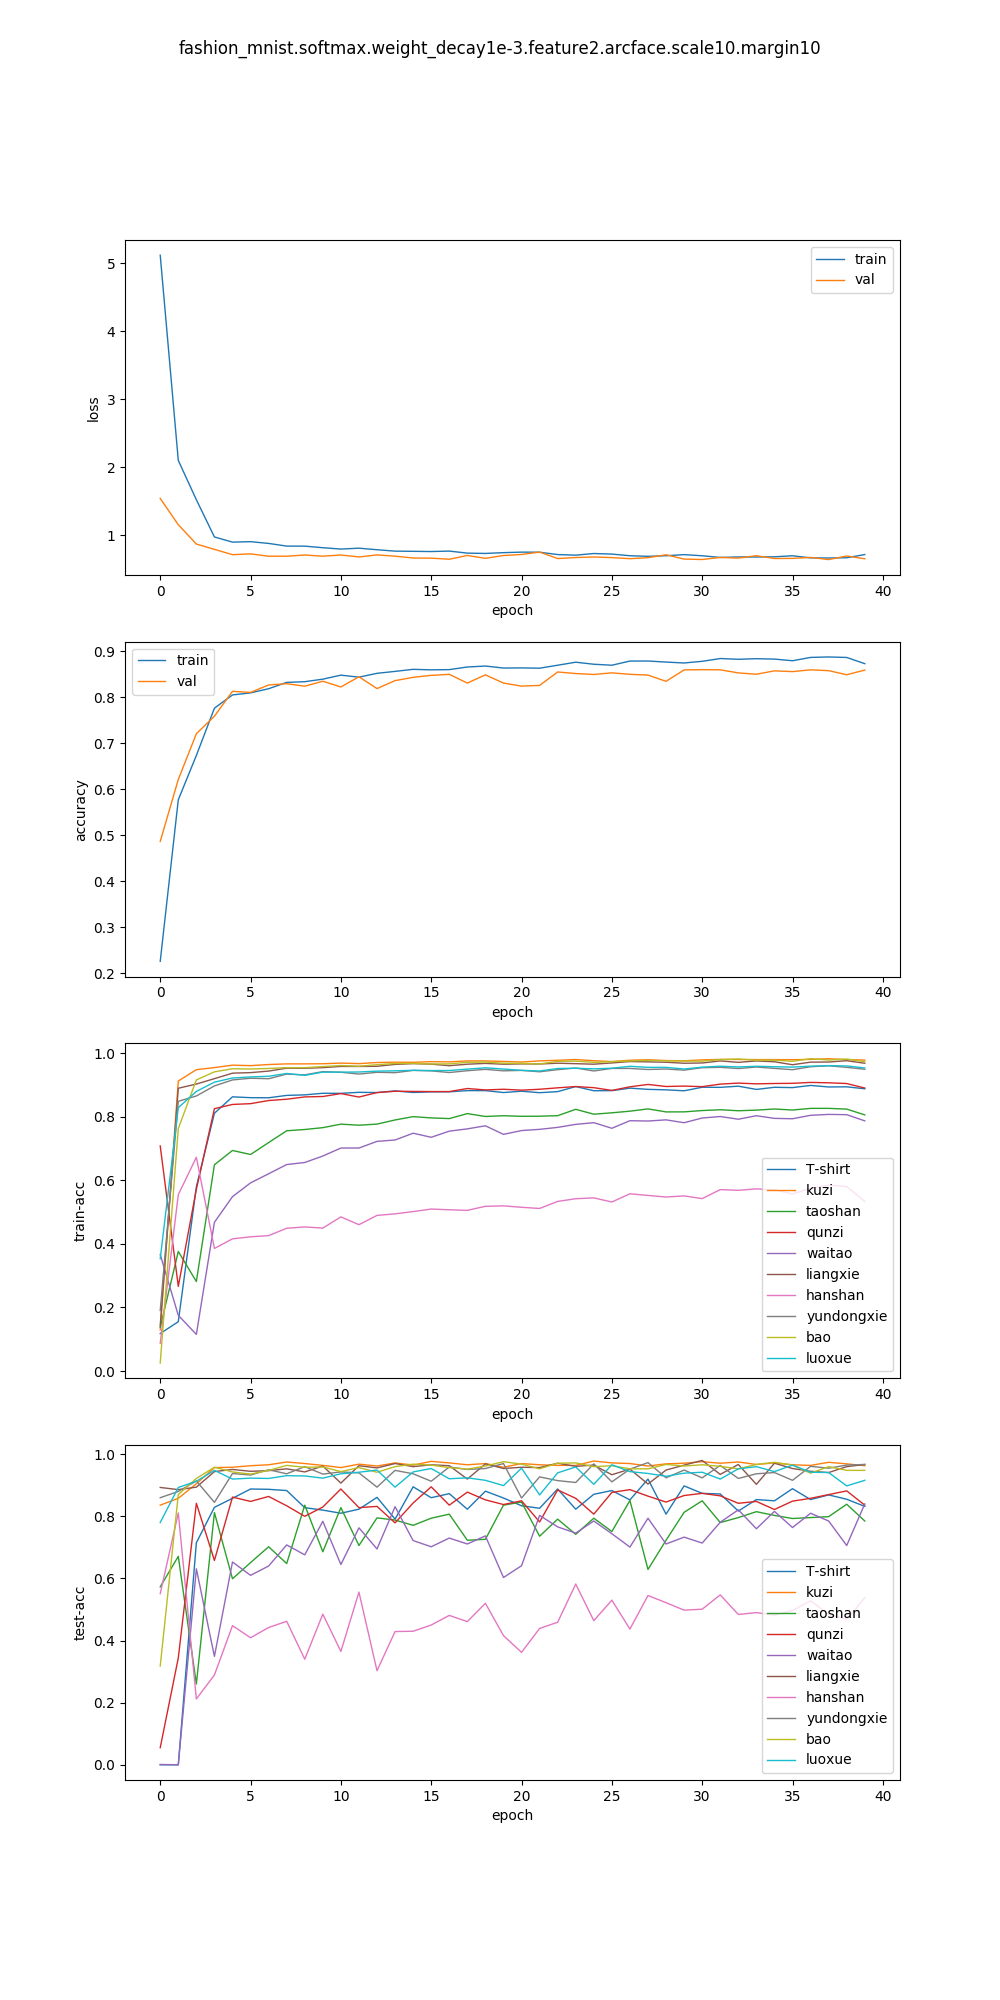 fashion_mnist.softmax.weight_decay1e-3.feature2.arcface.scale10.margin10
5
4
3
2
1
loss
train
val
0 5 10 15 20 25 30 35 40
epoch
0.9
0.8
0.7
0.6
0.5
0.4
0.3
0.2
accuracy
train
val
0 5 10 15 20 25 30 35 40
epoch
1.0
0.8
0.6
0.4
0.2
0.0
train-acc
T-shirt
kuzi
taoshan
qunzi
waitao
liangxie
hanshan
yundongxie
bao
luoxue
0 5 10 15 20 25 30 35 40
epoch
1.0
0.8
0.6
0.4
0.2
0.0
test-acc
T-shirt
kuzi
taoshan
qunzi
waitao
liangxie
hanshan
yundongxie
bao
luoxue
0 5 10 15 20 25 30 35 40
epoch